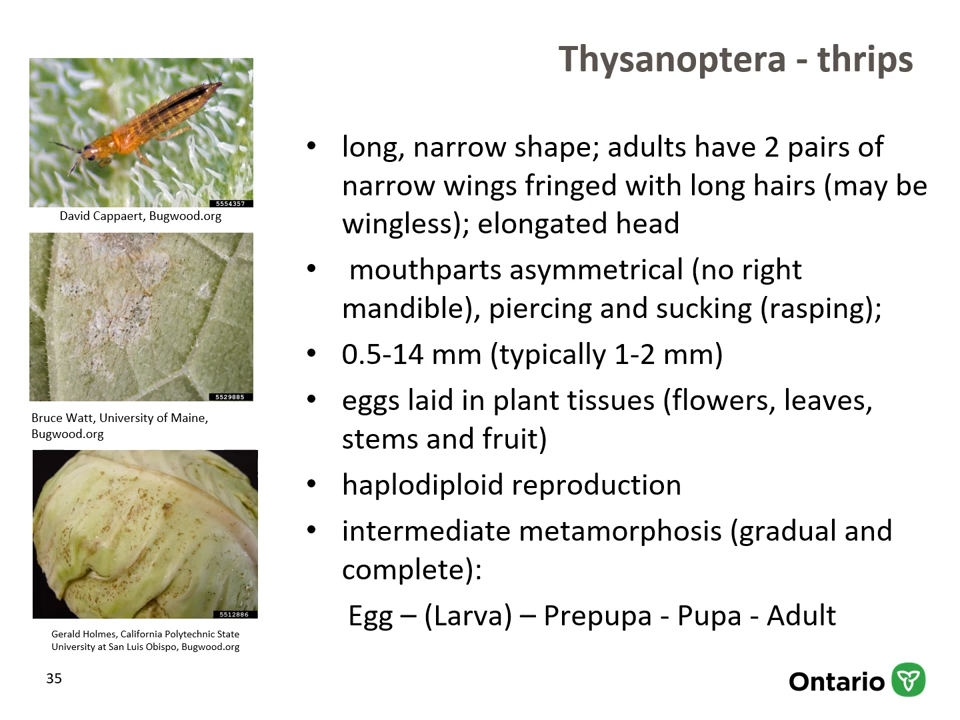 Thysanoptera - thrips
5554357
David Cappaert, Bugwood.org
5529885
Bruce Watt, University of Maine,
Bugwood.org
5512886
Gerald Holmes, California Polytechnic State
University at San Luis Obispo, Bugwood.org
• long, narrow shape; adults have 2 pairs of
narrow wings fringed with long hairs (may be
wingless); elongated head
• mouthparts asymmetrical (no right
mandible), piercing and sucking (rasping);
• 0.5-14 mm (typically 1-2 mm)
• eggs laid in plant tissues (flowers, leaves,
stems and fruit)
• haplodiploid reproduction
• intermediate metamorphosis (gradual and
complete):
Egg – (Larva) – Prepupa - Pupa - Adult
35
Ontario